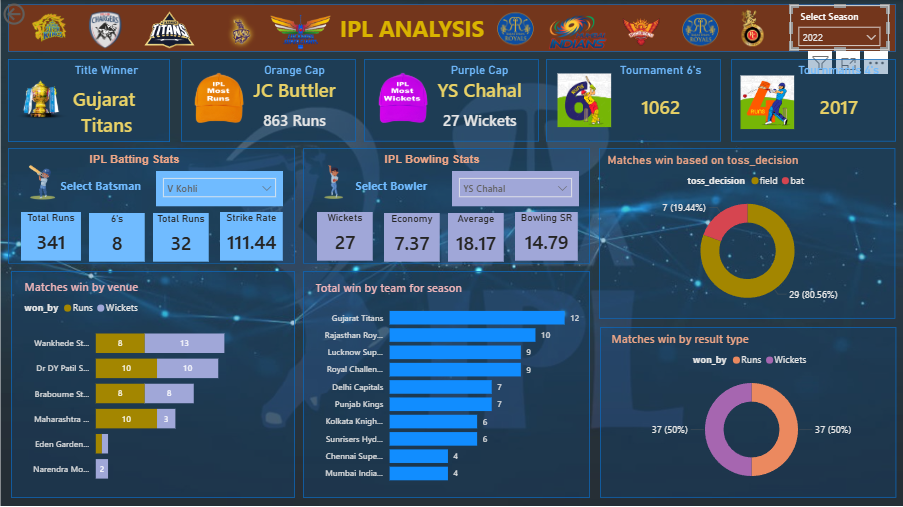 IPL ANALYSIS
Select Season
2022
Title Winner
Gujarat
Titans
IPL
Most
Runs
Orange Cap
JC Buttler
863 Runs
IPL
Most
Wickets
Purple Cap
YS Chahal
27 Wickets
Tournament 6's
1062
2017
IPL Batting Stats
Select Batsman
V Kohli
Total Runs
341
6's
8
Total Runs
32
Strike Rate
111.44
IPL Bowling Stats
Select Bowler
YS Chahal
Wickets
27
Economy
7.37
Average
18.17
Bowling SR
14.79
Matches win based on toss_decision
toss_decision field bat
7 (19.44%)
29 (80.56%)
Matches win by venue
won_by Runs Wickets
Wankhede St...
8 13
Dr DY Patil S...
10 10
Brabourne St...
8 8
Maharashtra ...
10 3
Eden Garden...
Narendra Mo...
2
Total win by team for season
Gujarat Titans 12
Rajasthan Roy... 10
Lucknow Sup... 9
Royal Challen... 9
Delhi Capitals 7
Punjab Kings 7
Kolkata Knigh... 6
Sunrisers Hyd... 6
Chennai Supe... 4
Mumbai India... 4
Matches win by result type
won_by Runs Wickets
37 (50%)
37 (50%)